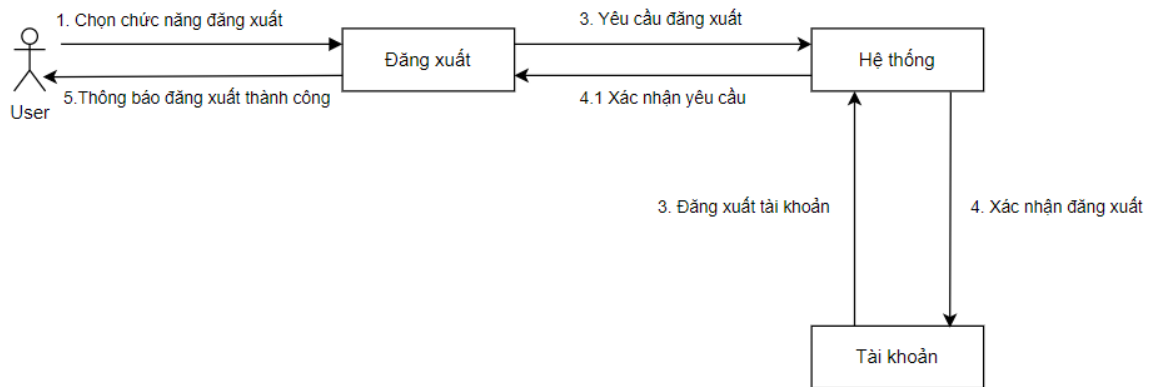 1. Chọn chức năng đăng xuất
3. Yêu cầu đăng xuất
Đăng xuất
Hệ thống
5.Thông báo đăng xuất thành công
4.1 Xác nhận yêu cầu
User
3. Đăng xuất tài khoản
4. Xác nhận đăng xuất
Tài khoản